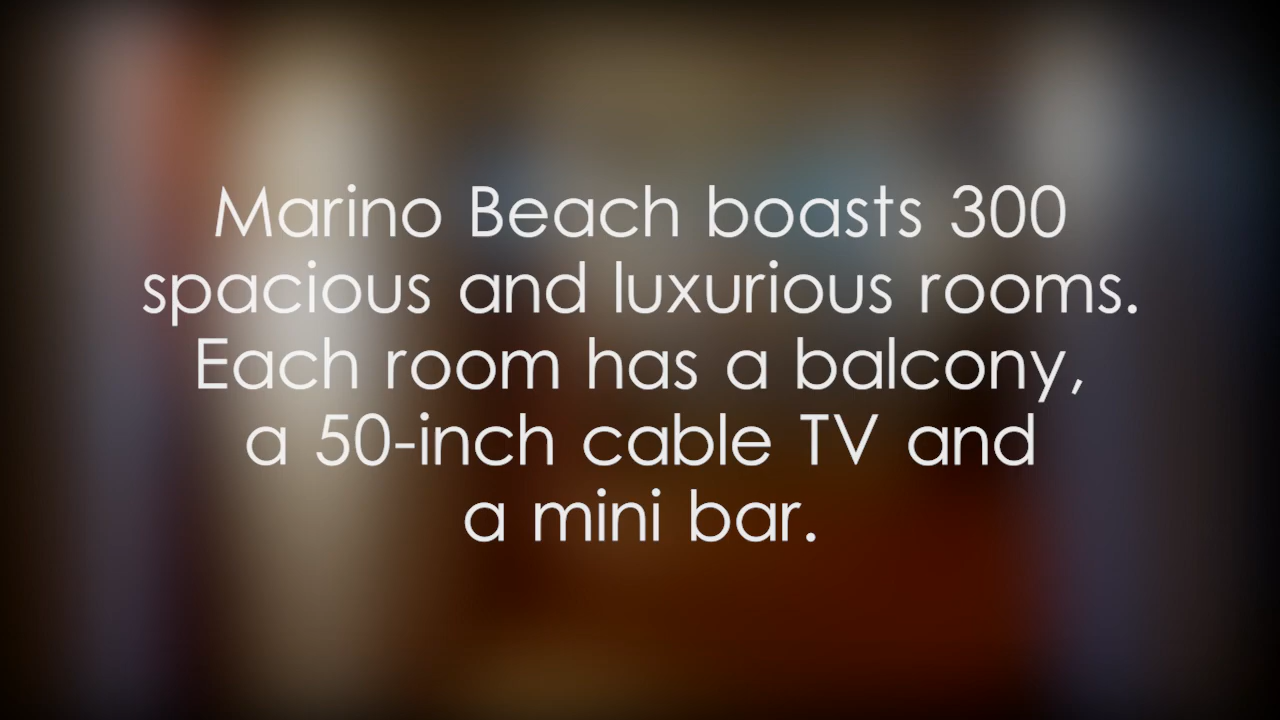 Marino Beach boasts 300
spacious and luxurious rooms.
Each room has a balcony,
a 50-inch cable TV and
a mini bar.